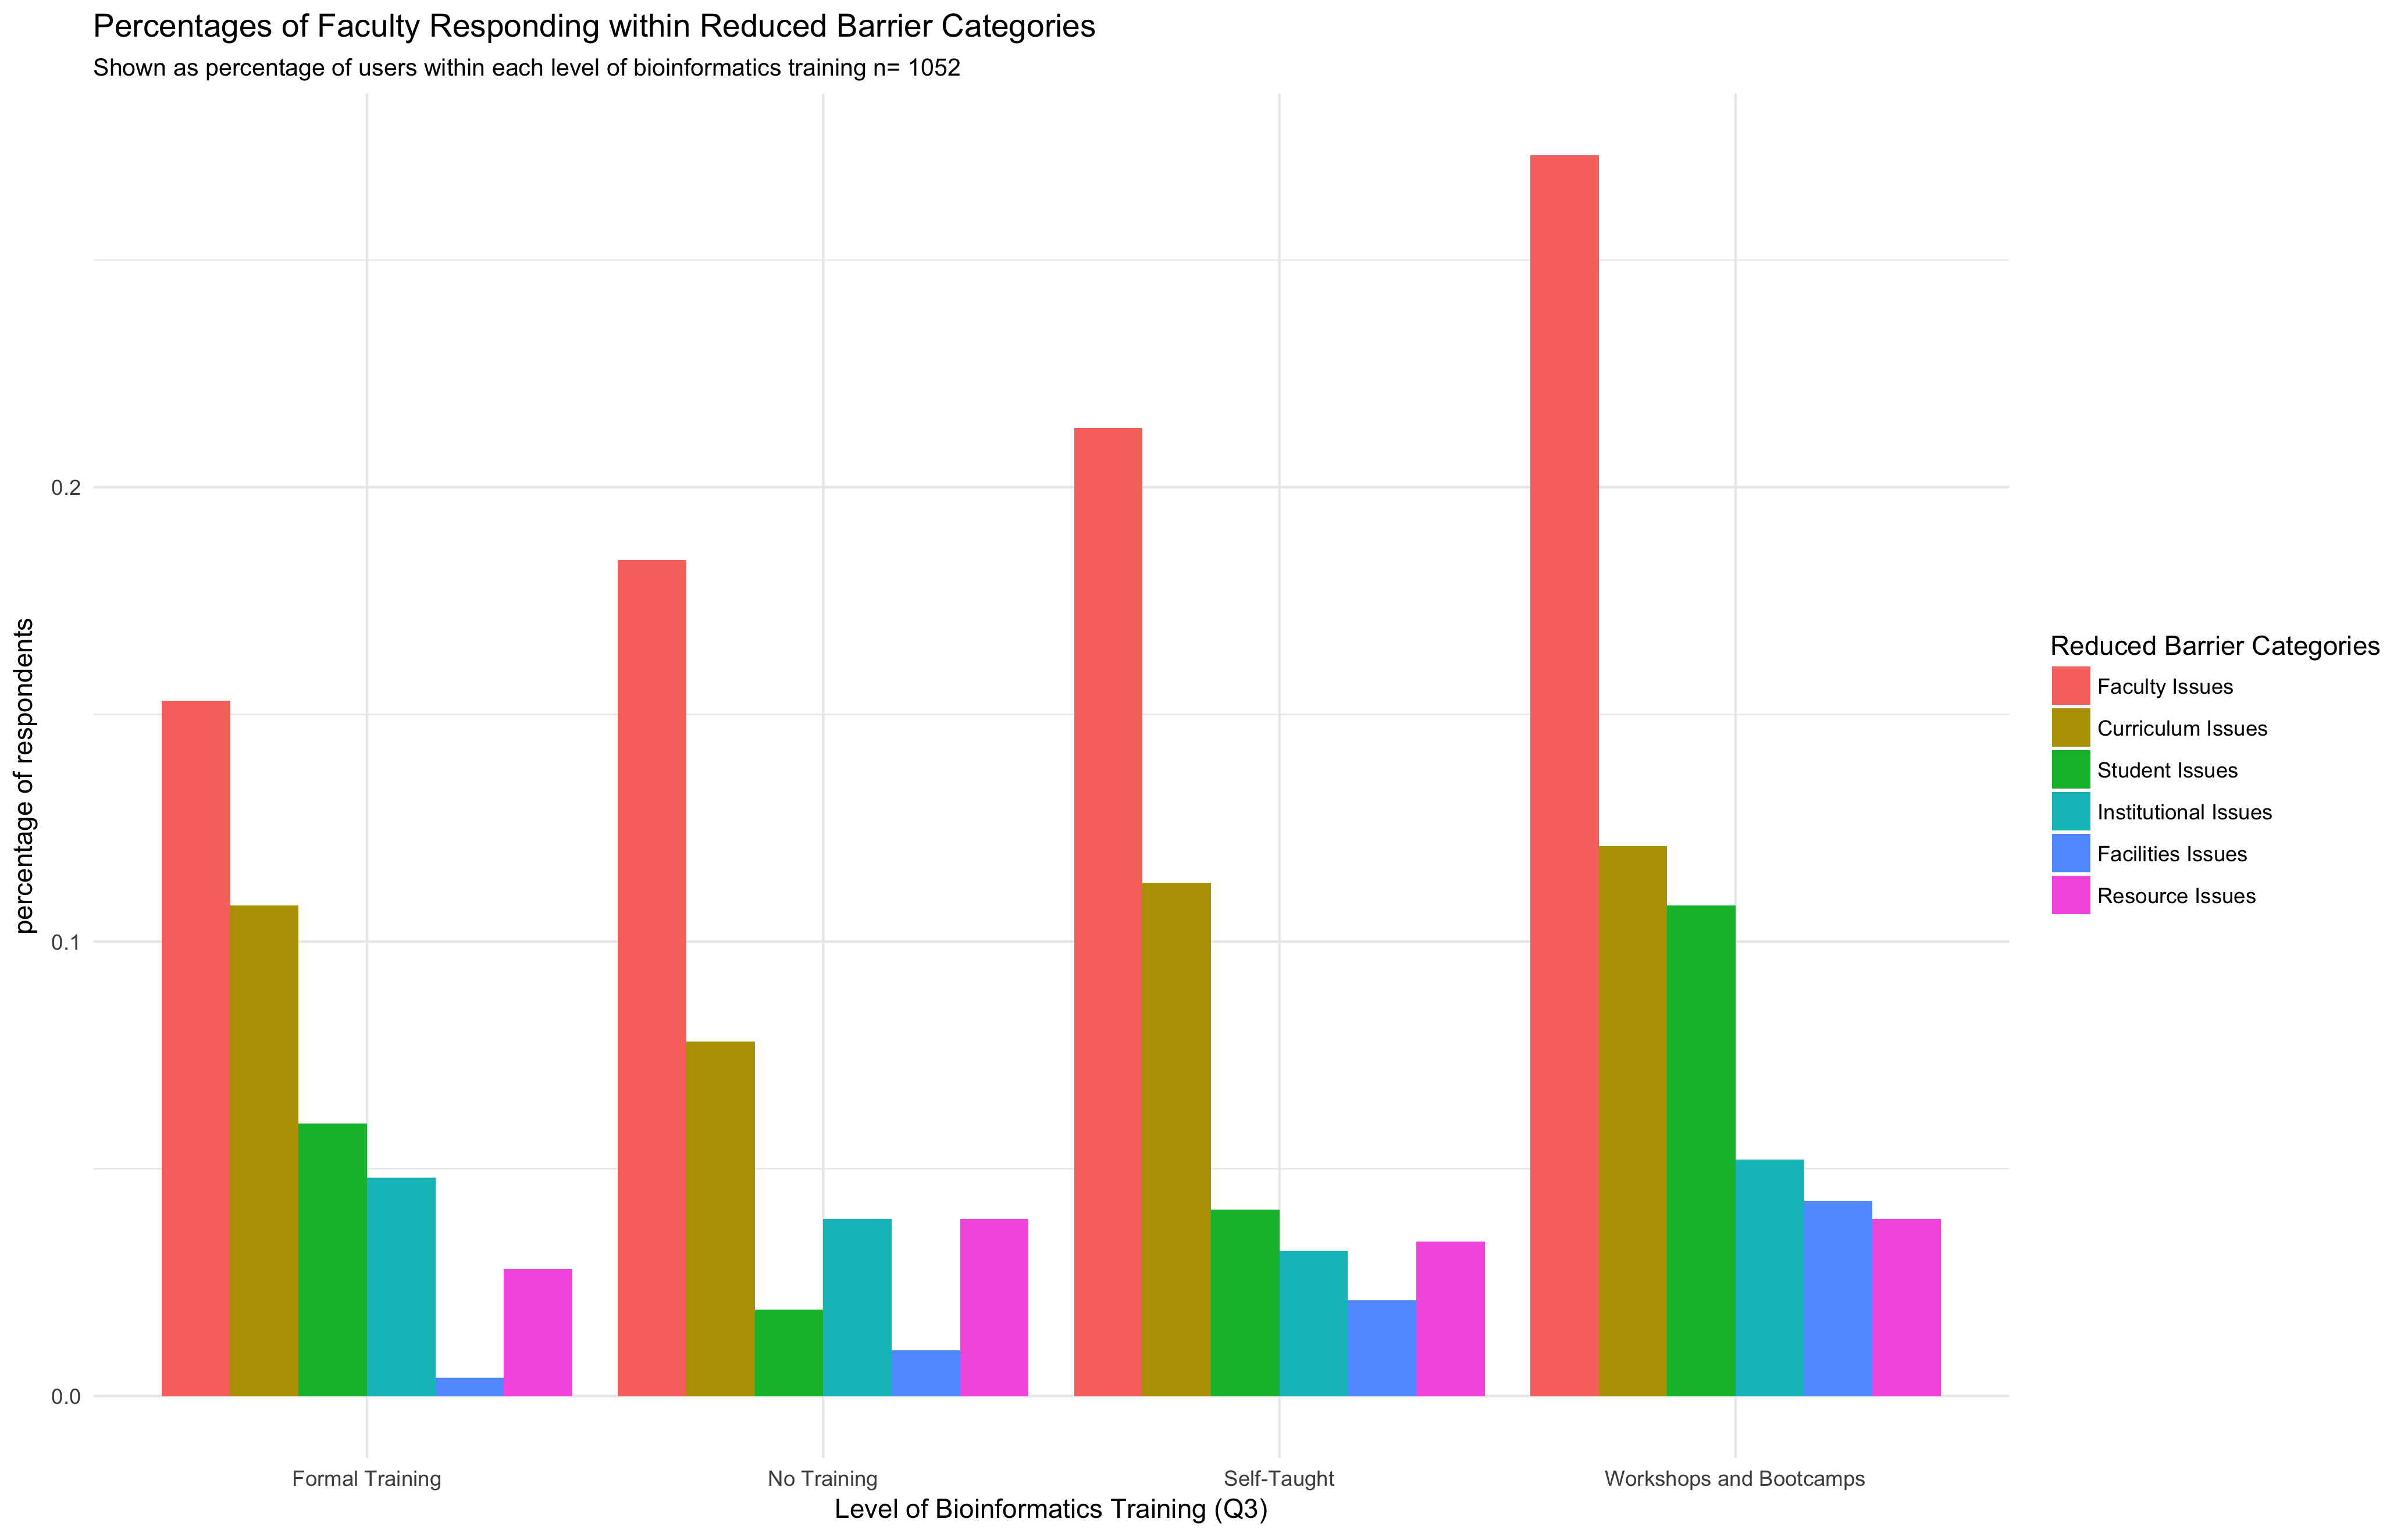 Percentages of Faculty Responding within Reduced Barrier Categories
Shown as percentage of users within each level of bioinformatics training n= 1052
percentage of respondents
0.2
0.1
0.0
Formal Training
No Training
Self-Taught
Workshops and Bootcamps
Level of Bioinformatics Training (Q3)
Reduced Barrier Categories
Faculty Issues
Curriculum Issues
Student Issues
Institutional Issues
Facilities Issues
Resource Issues